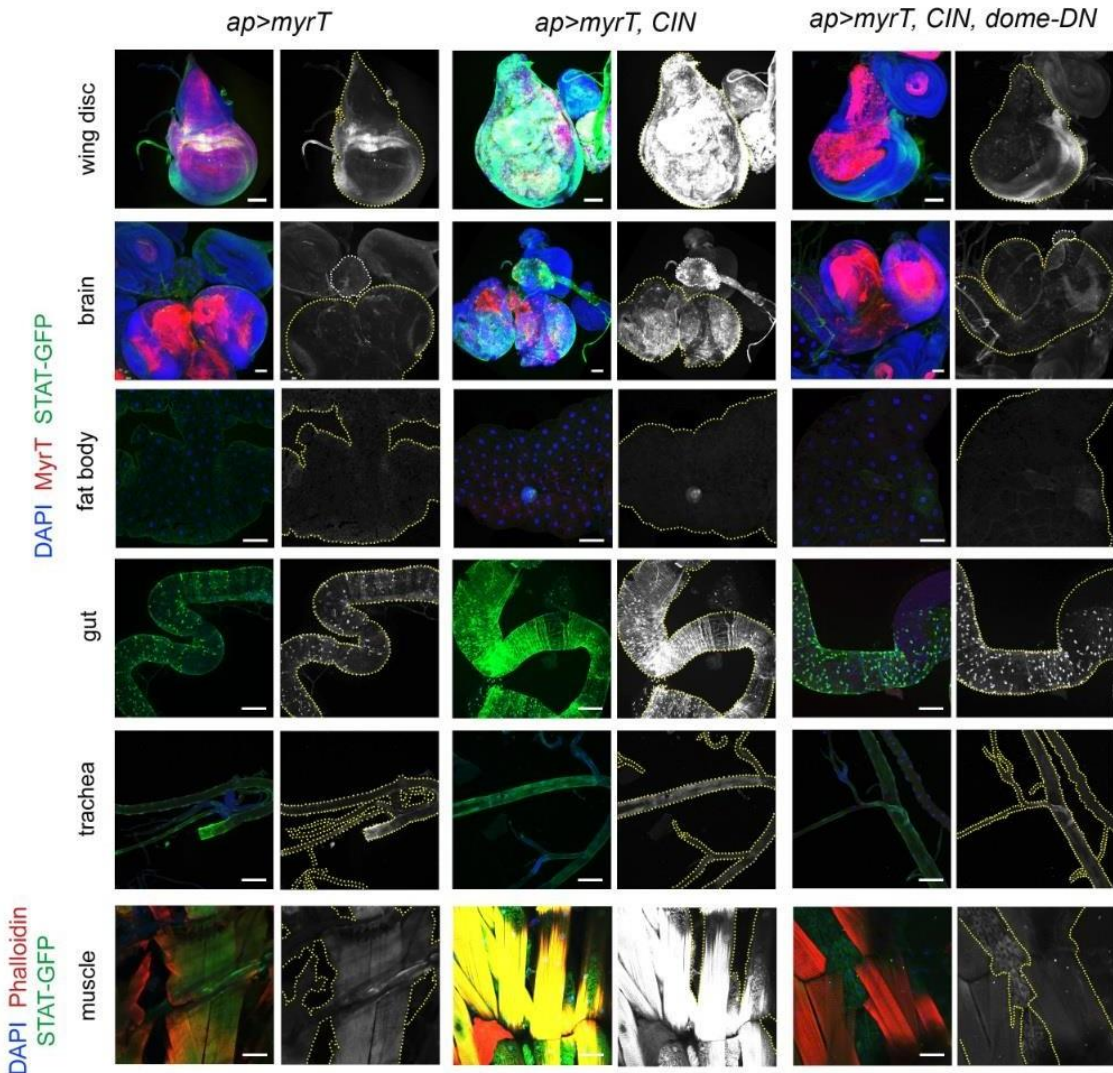 ap>myrT
ap>myrT, CIN
ap>myrT, CIN, dome-DN
wing disc
brain
fat body
gut
trachea
muscle
DAPI MyrT STAT-GFP
DAPI Phalloidin
STAT-GFP